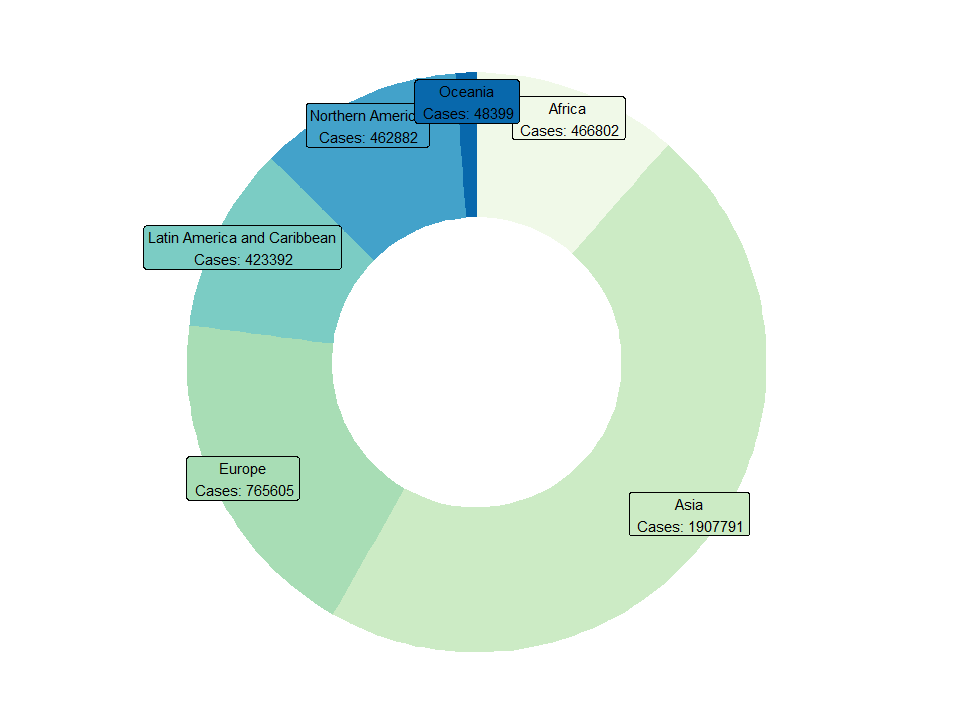 Oceania
Cases: 48399
Africa
Cases: 466802
Northern Americ
Cases: 462882
Latin America and Caribbean
Cases: 423392
Europe
Cases: 765605
Asia
Cases: 1907791